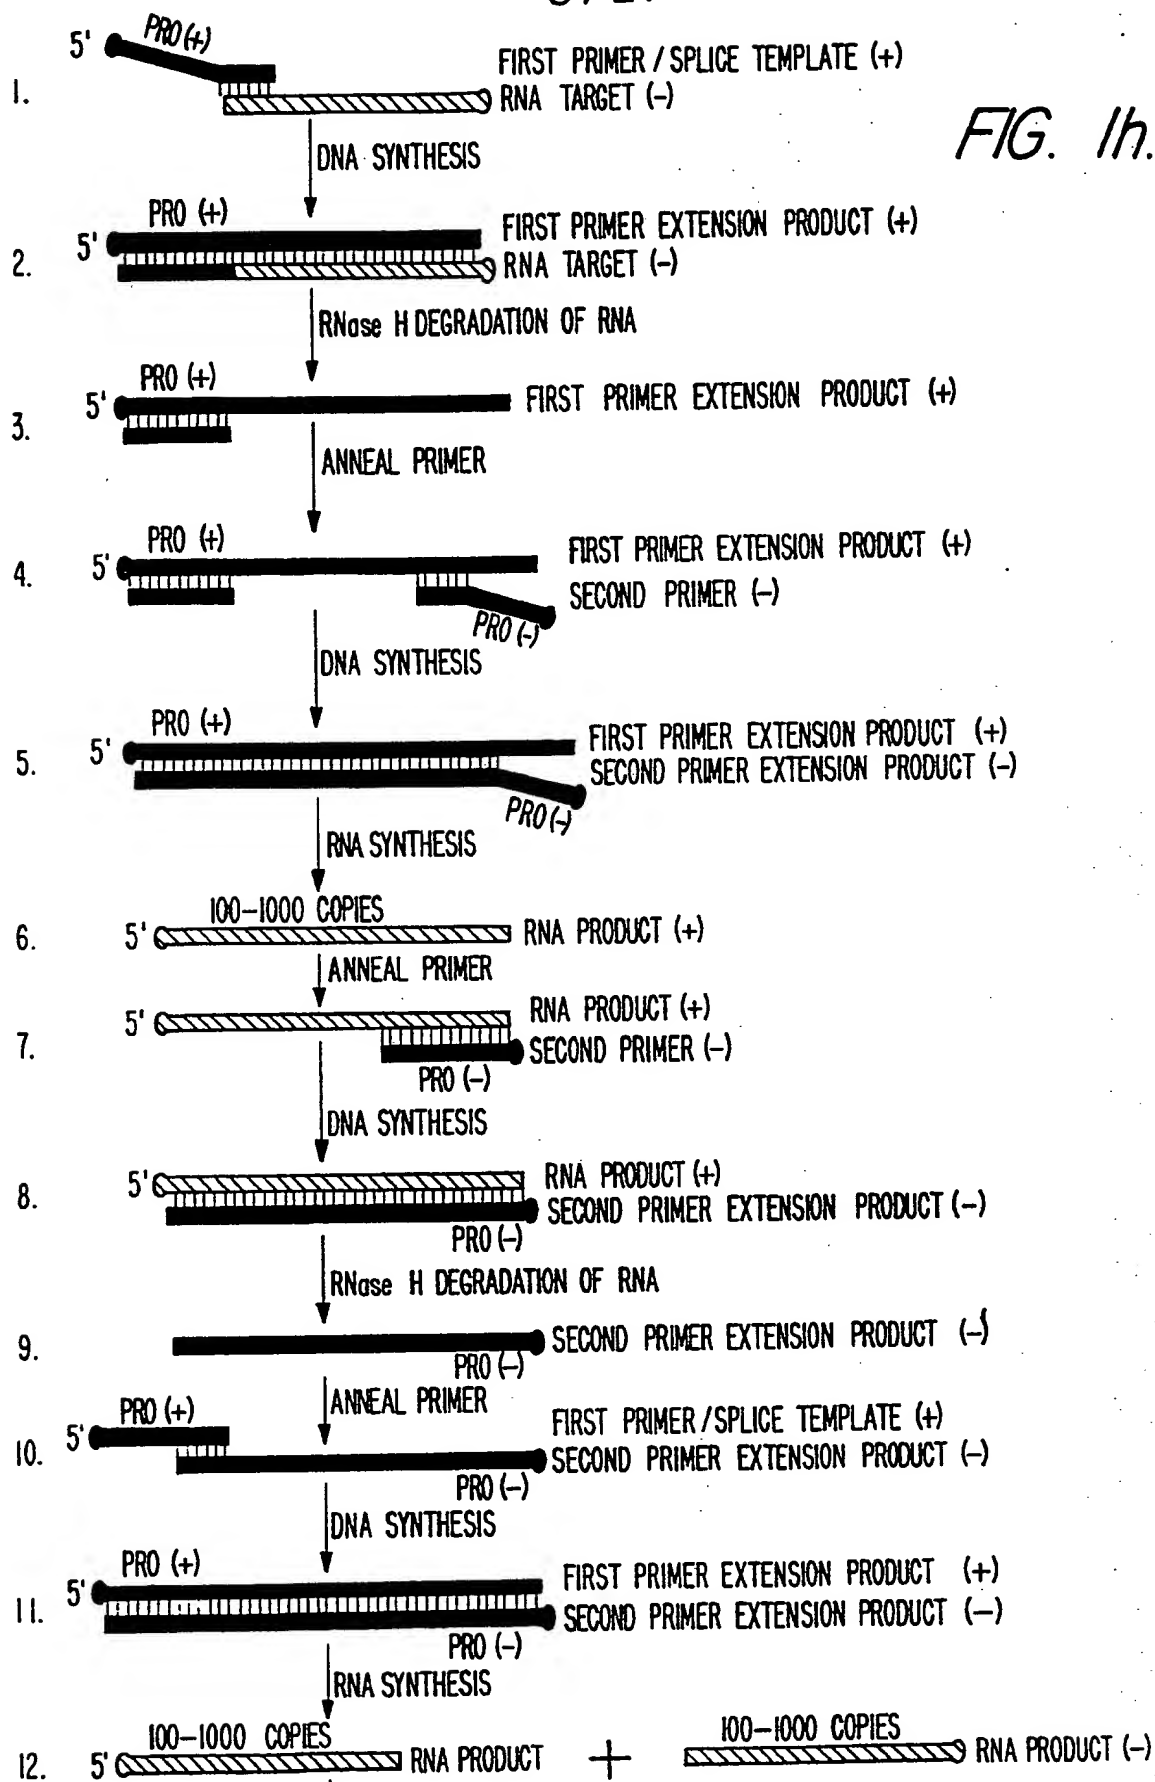 PRO (+)
5'
FIRST PRIMER / SPLICE TEMPLATE (+)
1.
RNA TARGET (-)
FIG. 1h.
DNA SYNTHESIS
PRO (+)
5'
FIRST PRIMER EXTENSION PRODUCT (+)
2.
RNA TARGET (-)
RNase H DEGRADATION OF RNA
PRO (+)
5'
FIRST PRIMER EXTENSION PRODUCT (+)
3.
ANNEAL PRIMER
PRO (+)
5'
FIRST PRIMER EXTENSION PRODUCT (+)
4.
SECOND PRIMER (-)
PRO (-)
DNA SYNTHESIS
PRO (+)
5'
FIRST PRIMER EXTENSION PRODUCT (+)
5.
SECOND PRIMER EXTENSION PRODUCT (-)
PRO (-)
RNA SYNTHESIS
100-1000 COPIES
6. 5' RNA PRODUCT (+)
ANNEAL PRIMER
5' RNA PRODUCT (+)
7. SECOND PRIMER (-)
PRO (-)
DNA SYNTHESIS
5' RNA PRODUCT (+)
8. SECOND PRIMER EXTENSION PRODUCT (-)
PRO (-)
RNase H DEGRADATION OF RNA
9. SECOND PRIMER EXTENSION PRODUCT (-)
PRO (-)
ANNEAL PRIMER
PRO (+)
5' FIRST PRIMER / SPLICE TEMPLATE (+)
10. SECOND PRIMER EXTENSION PRODUCT (-)
PRO (-)
DNA SYNTHESIS
PRO (+)
5' FIRST PRIMER EXTENSION PRODUCT (+)
11. SECOND PRIMER EXTENSION PRODUCT (-)
PRO (-)
RNA SYNTHESIS
100-1000 COPIES 100-1000 COPIES
12. 5' RNA PRODUCT + RNA PRODUCT (-)